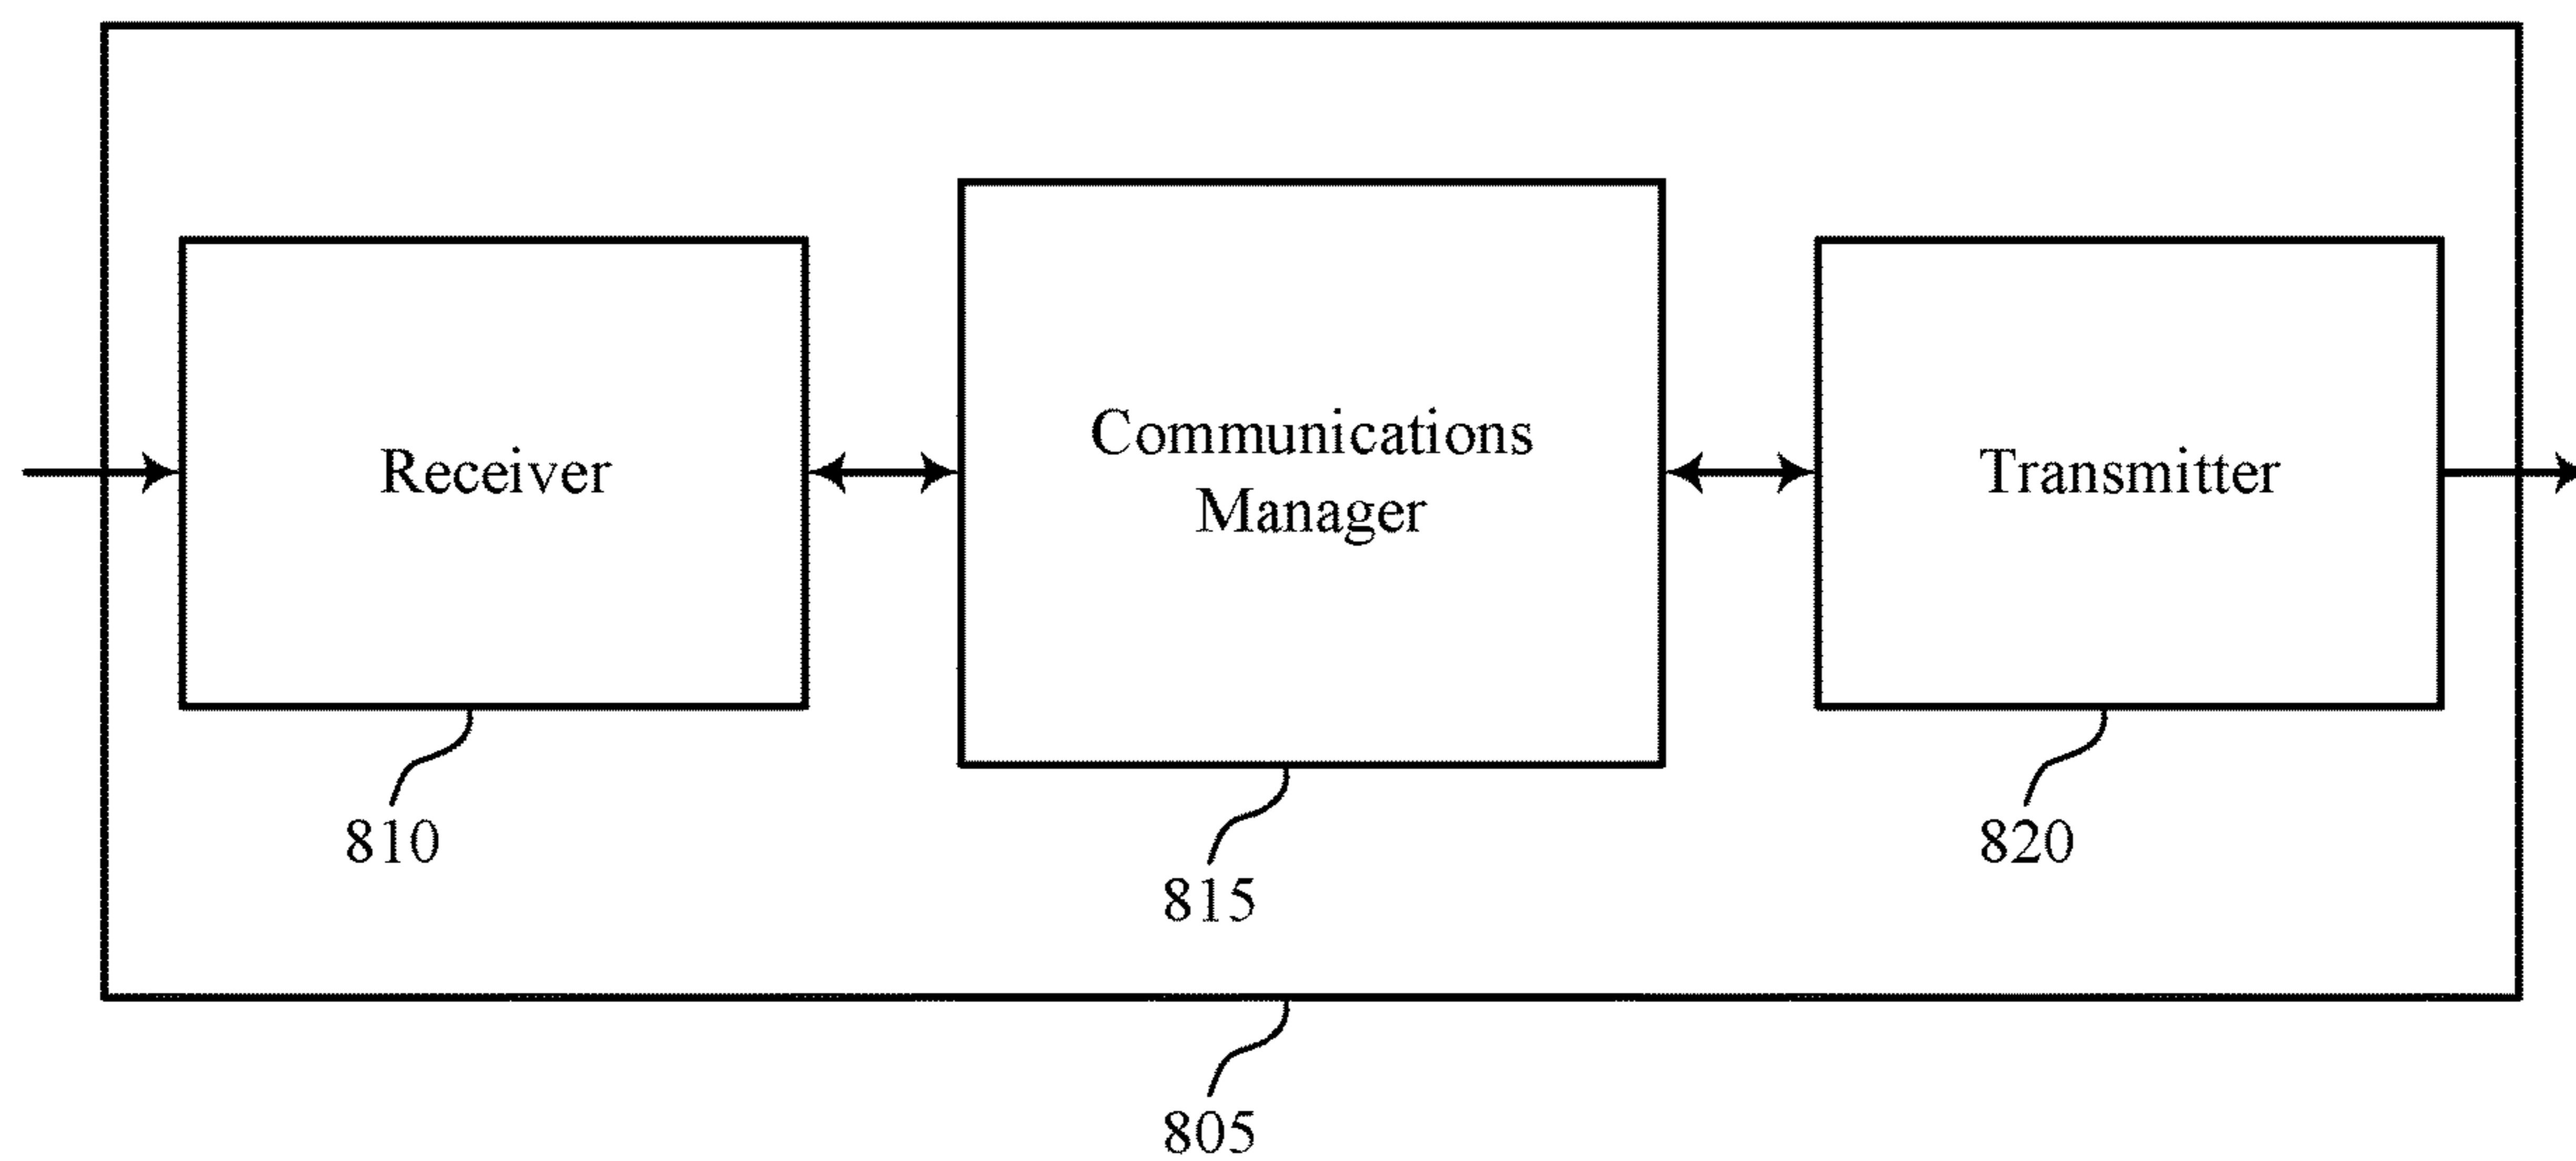 Receiver
Communications
Manager
Transmitter
810
815
820
805